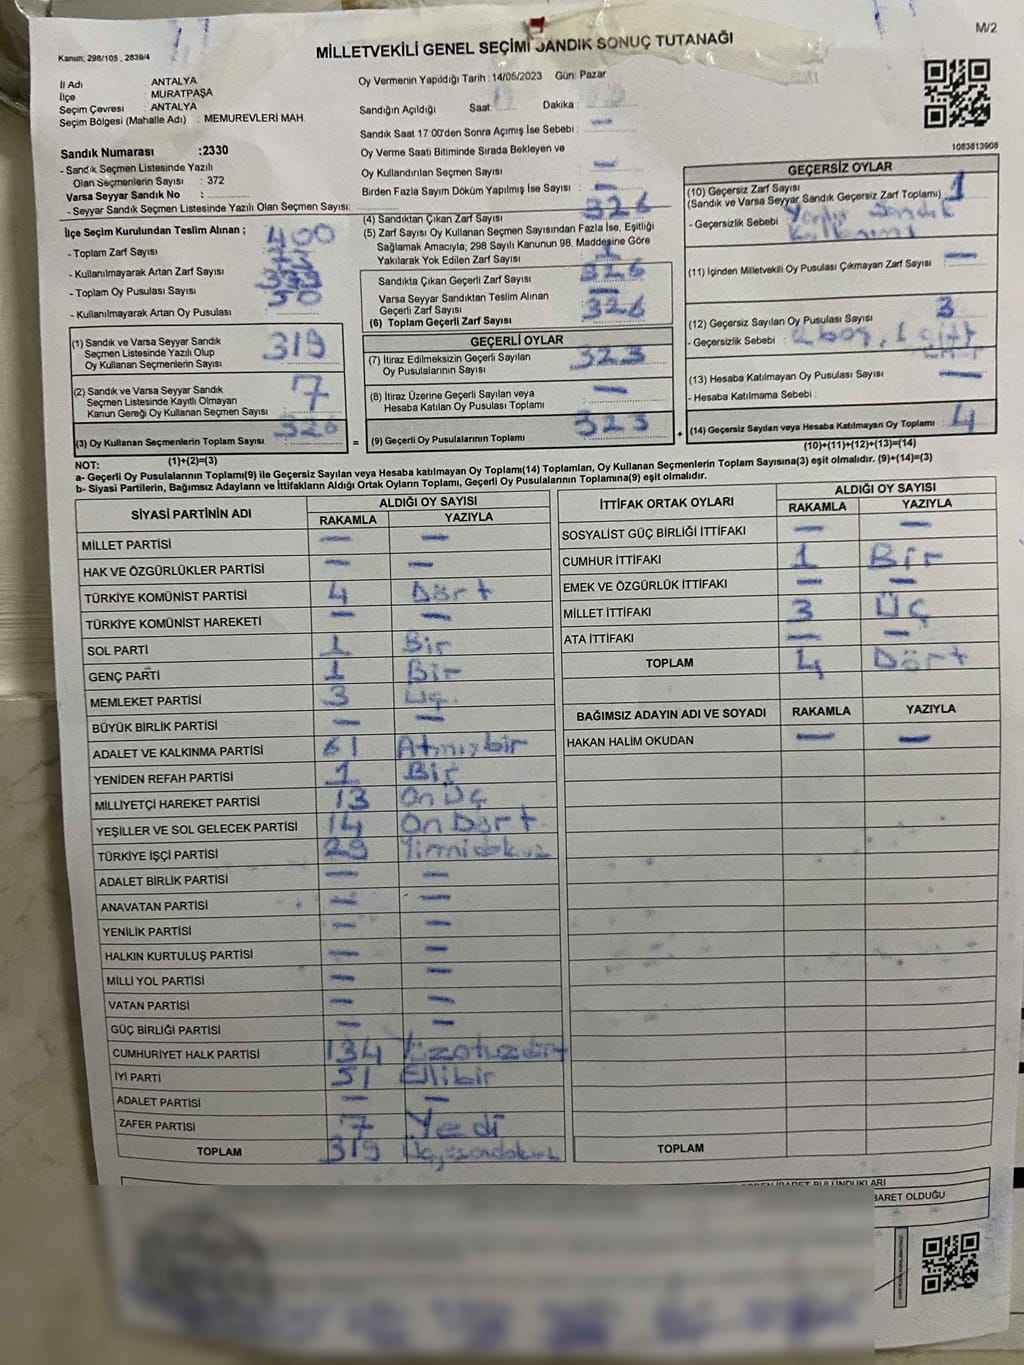 M/2
Kanun: 298/105 , 2839/4
MİLLETVEKİLİ GENEL SEÇİMİ SANDIK SONUÇ TUTANAĞI
İl Adı : ANTALYA
İlçe : MURATPAŞA
Seçim Çevresi : ANTALYA
Seçim Bölgesi (Mahalle Adı) : MEMUREVLERİ MAH.
Sandık Numarası :2330
- Sandık Seçmen Listesinde Yazılı
Olan Seçmenlerin Sayısı : 372
Varsa Seyyar Sandık No :
- Seyyar Sandık Seçmen Listesinde Yazılı Olan Seçmen Sayısı:
İlçe Seçim Kurulundan Teslim Alınan ;
- Toplam Zarf Sayısı : 400
- Kullanılmayarak Artan Zarf Sayısı :
- Toplam Oy Pusulası Sayısı :
- Kullanılmayarak Artan Oy Pusulası : 50
Oy Vermenin Yapıldığı Tarih : 14/05/2023 Gün: Pazar
Sandığın Açıldığı Saat Dakika :
Sandık Saat 17:00'den Sonra Açımış İse Sebebi : —
Oy Verme Saati Bitiminde Sırada Bekleyen ve
Oy Kullandırılan Seçmen Sayısı : —
Birden Fazla Sayım Döküm Yapılmış İse Sayısı : —
(4) Sandıktan Çıkan Zarf Sayısı : 326
(5) Zarf Sayısı Oy Kullanan Seçmen Sayısından Fazla İse, Eşitliği
Sağlamak Amacıyla; 298 Sayılı Kanunun 98. Maddesine Göre
Yakılarak Yok Edilen Zarf Sayısı :
Sandıkta Çıkan Geçerli Zarf Sayısı : 326
Varsa Seyyar Sandıktan Teslim Alınan
Geçerli Zarf Sayısı : —
(6) Toplam Geçerli Zarf Sayısı : 326
1083813908
GEÇERSİZ OYLAR
(10) Geçersiz Zarf Sayısı : 1
(Sandık ve Varsa Seyyar Sandık Geçersiz Zarf Toplamı)
- Geçersizlik Sebebi : Sandık
(11) İçinden Milletvekili Oy Pusulası Çıkmayan Zarf Sayısı : —
(12) Geçersiz Sayılan Oy Pusulası Sayısı : 3
- Geçersizlik Sebebi : 2 boş, 1 çift
(13) Hesaba Katılmayan Oy Pusulası Sayısı : —
- Hesaba Katılmama Sebebi :
(14) Geçersiz Sayılan veya Hesaba Katılmayan Oy Toplamı : 4
(10)+(11)+(12)+(13)=(14)
(1) Sandık ve Varsa Seyyar Sandık
Seçmen Listesinde Yazılı Olup
Oy Kullanan Seçmenlerin Sayısı : 319
(2) Sandık ve Varsa Seyyar Sandık
Seçmen Listesinde Kayıtlı Olmayan
Kanun Gereği Oy Kullanan Seçmen Sayısı : 7
(3) Oy Kullanan Seçmenlerin Toplam Sayısı : 326
(1)+(2)=(3)
=
GEÇERLİ OYLAR
(7) İtiraz Edilmeksizin Geçerli Sayılan
Oy Pusulalarının Sayısı : 323
(8) İtiraz Üzerine Geçerli Sayılan veya
Hesaba Katılan Oy Pusulası Toplamı : —
(9) Geçerli Oy Pusulalarının Toplamı : 323
+
NOT:
a- Geçerli Oy Pusulalarının Toplamı(9) ile Geçersiz Sayılan veya Hesaba katılmayan Oy Toplamı(14) Toplamları, Oy Kullanan Seçmenlerin Toplam Sayısına(3) eşit olmalıdır. (9)+(14)=(3)
b- Siyasi Partilerin, Bağımsız Adayların ve İttifakların Aldığı Ortak Oyların Toplamı, Geçerli Oy Pusulalarının Toplamına(9) eşit olmalıdır.
SİYASİ PARTİNİN ADI ALDIĞI OY SAYISI
RAKAMLA YAZIYLA
MİLLET PARTİSİ — —
HAK VE ÖZGÜRLÜKLER PARTİSİ — —
TÜRKİYE KOMÜNİST PARTİSİ 4 Dört
TÜRKİYE KOMÜNİST HAREKETİ — —
SOL PARTİ 1 Bir
GENÇ PARTİ 1 Bir
MEMLEKET PARTİSİ 3 Üç
BÜYÜK BİRLİK PARTİSİ — —
ADALET VE KALKINMA PARTİSİ 61 Atmışbir
YENİDEN REFAH PARTİSİ 1 Bir
MİLLİYETÇİ HAREKET PARTİSİ 13 On Üç
YEŞİLLER VE SOL GELECEK PARTİSİ 14 On Dört
TÜRKİYE İŞÇİ PARTİSİ 29 Yirmidokuz
ADALET BİRLİK PARTİSİ — —
ANAVATAN PARTİSİ — —
YENİLİK PARTİSİ — —
HALKIN KURTULUŞ PARTİSİ — —
MİLLİ YOL PARTİSİ — —
VATAN PARTİSİ — —
GÜÇ BİRLİĞİ PARTİSİ — —
CUMHURİYET HALK PARTİSİ 134 Yüzotuzdört
İYİ PARTİ 51 Ellibir
ADALET PARTİSİ — —
ZAFER PARTİSİ 7 Yedi
TOPLAM 319 Üçyüzondokuz
İTTİFAK ORTAK OYLARI ALDIĞI OY SAYISI
RAKAMLA YAZIYLA
SOSYALİST GÜÇ BİRLİĞİ İTTİFAKI — —
CUMHUR İTTİFAKI 1 Bir
EMEK VE ÖZGÜRLÜK İTTİFAKI — —
MİLLET İTTİFAKI 3 Üç
ATA İTTİFAKI — —
TOPLAM 4 Dört
BAĞIMSIZ ADAYIN ADI VE SOYADI RAKAMLA YAZIYLA
HAKAN HALİM OKUDAN — —
TOPLAM
BARET OLDUĞU